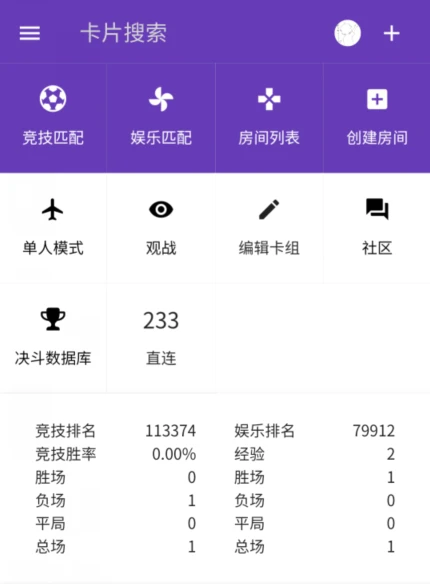 卡片搜索
竞技匹配 娱乐匹配 房间列表 创建房间
单人模式 观战 编辑卡组 社区
233
决斗数据库 直连
竞技排名 113374 娱乐排名 79912
竞技胜率 0.00% 经验 2
胜场 0 胜场 1
负场 1 负场 0
平局 0 平局 0
总场 1 总场 1